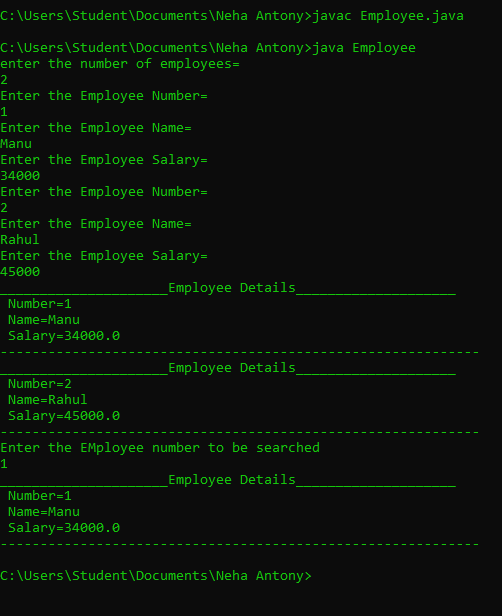 C:\Users\Student\Documents\Neha Antony>javac Employee.java
C:\Users\Student\Documents\Neha Antony>java Employee
enter the number of employees=
2
Enter the Employee Number=
1
Enter the Employee Name=
Manu
Enter the Employee Salary=
34000
Enter the Employee Number=
2
Enter the Employee Name=
Rahul
Enter the Employee Salary=
45000
_____________________Employee Details____________________
 Number=1
 Name=Manu
 Salary=34000.0
------------------------------------------------------------
_____________________Employee Details____________________
 Number=2
 Name=Rahul
 Salary=45000.0
------------------------------------------------------------
Enter the EMployee number to be searched
1
_____________________Employee Details____________________
 Number=1
 Name=Manu
 Salary=34000.0
------------------------------------------------------------
C:\Users\Student\Documents\Neha Antony>